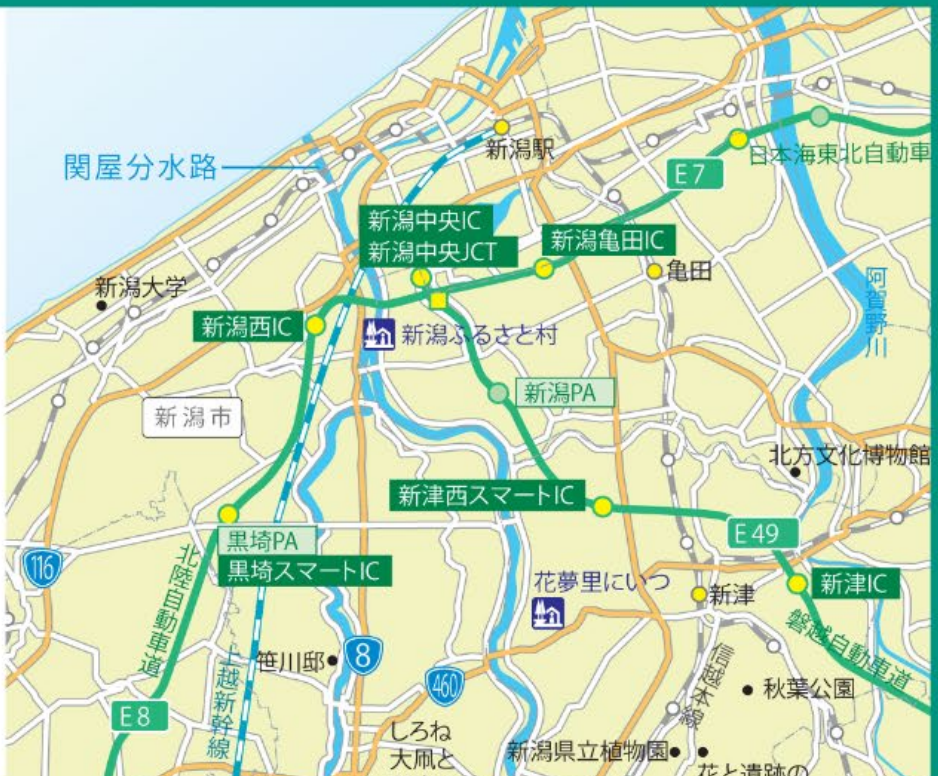 関屋分水路
新潟駅
日本海東北自動車
E7
新潟中央IC
新潟中央JCT
新潟亀田IC
亀田
新潟大学
新潟西IC
阿賀野川
新潟ふるさと村
新潟PA
新潟市
北方文化博物館
新津西スマートIC
E49
黒埼PA
黒埼スマートIC
116
北陸自動車道
花夢里にいつ
新津
新津IC
磐越自動車道
笹川邸
8
460
上越新幹線
信越本線
秋葉公園
E8
しろね
大凧と
新潟県立植物園
花と遺跡の